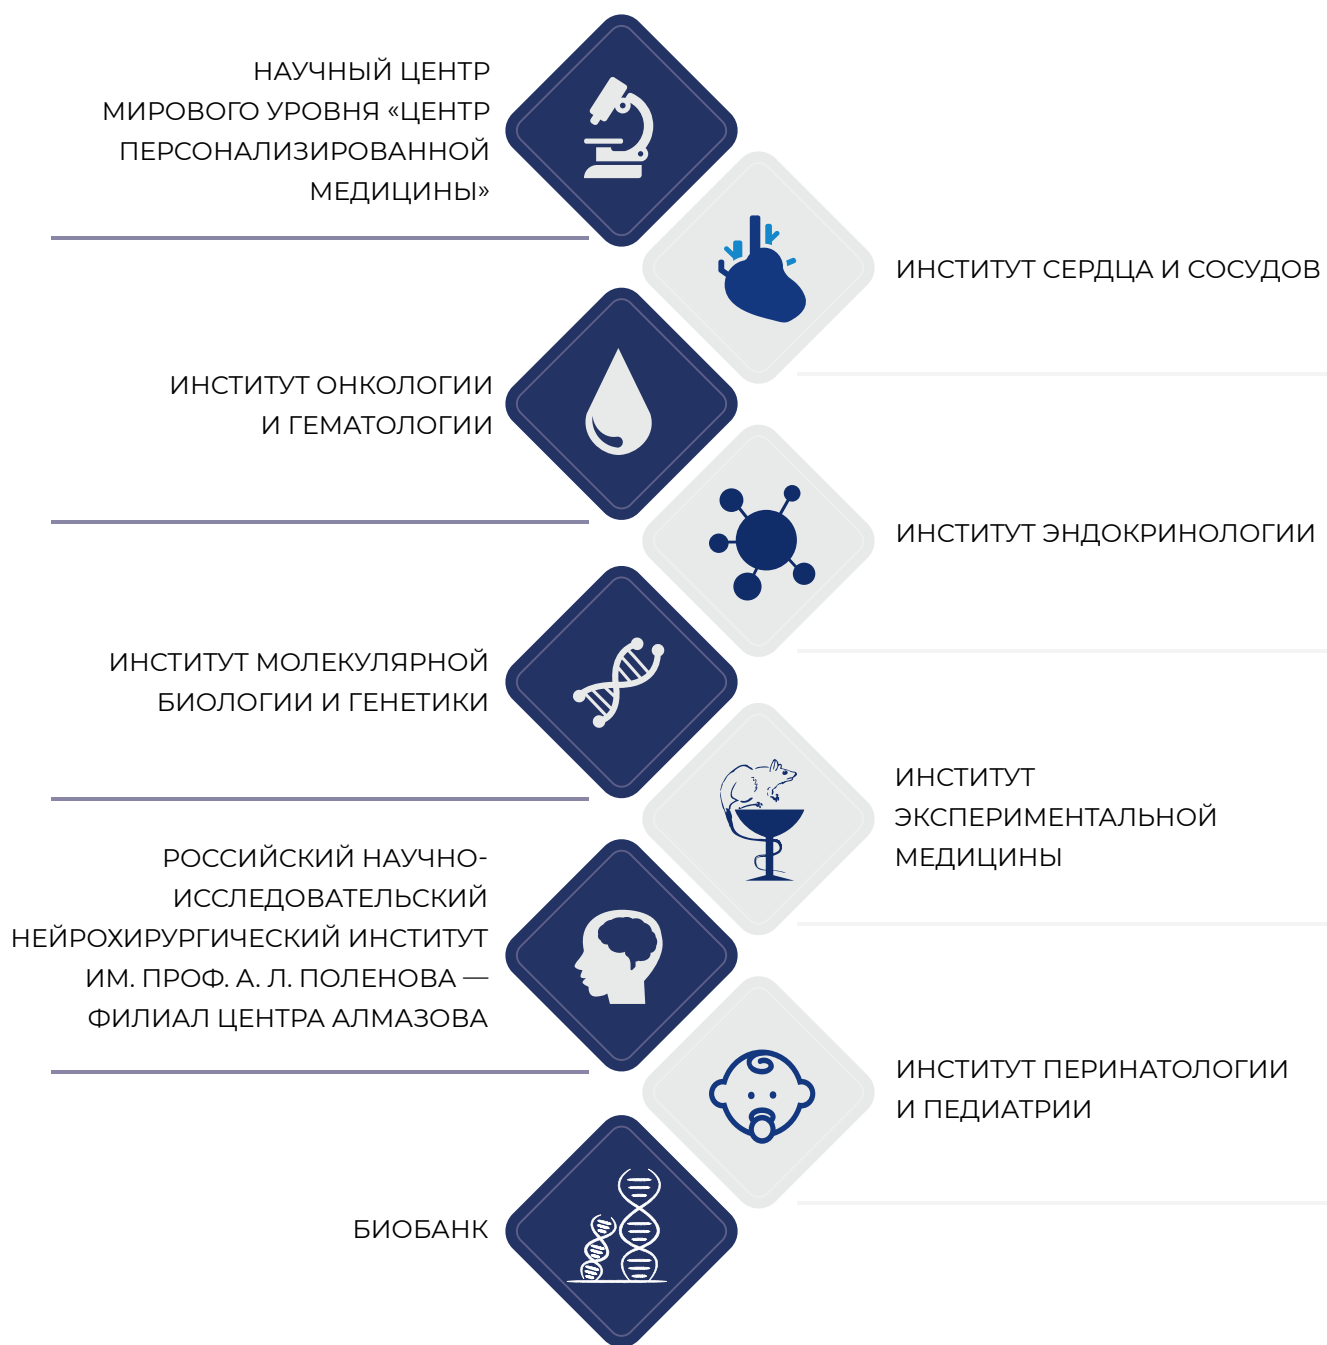 НАУЧНЫЙ ЦЕНТР
МИРОВОГО УРОВНЯ «ЦЕНТР
ПЕРСОНАЛИЗИРОВАННОЙ
МЕДИЦИНЫ»
ИНСТИТУТ СЕРДЦА И СОСУДОВ
ИНСТИТУТ ОНКОЛОГИИ
И ГЕМАТОЛОГИИ
ИНСТИТУТ ЭНДОКРИНОЛОГИИ
ИНСТИТУТ МОЛЕКУЛЯРНОЙ
БИОЛОГИИ И ГЕНЕТИКИ
ИНСТИТУТ
ЭКСПЕРИМЕНТАЛЬНОЙ
МЕДИЦИНЫ
РОССИЙСКИЙ НАУЧНО-
ИССЛЕДОВАТЕЛЬСКИЙ
НЕЙРОХИРУРГИЧЕСКИЙ ИНСТИТУТ
ИМ. ПРОФ. А. Л. ПОЛЕНОВА —
ФИЛИАЛ ЦЕНТРА АЛМАЗОВА
ИНСТИТУТ ПЕРИНАТОЛОГИИ
И ПЕДИАТРИИ
БИОБАНК